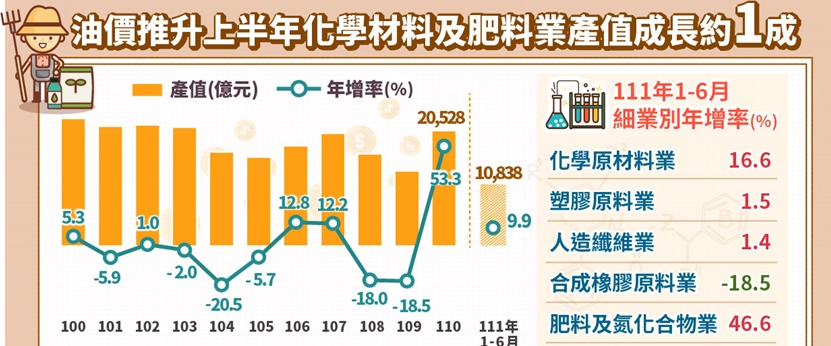 油價推升上半年化學材料及肥料業產值成長約1成
產值(億元) 年增率(%)
20,528
10,838
5.3 -5.9 1.0 -2.0 -20.5 -5.7 12.8 12.2 -18.0 -18.5 53.3 9.9
100 101 102 103 104 105 106 107 108 109 110 111年
1-6月
111年1-6月
細業別年增率(%)
化學原材料業 16.6
塑膠原料業 1.5
人造纖維業 1.4
合成橡膠原料業 -18.5
肥料及氮化合物業 46.6